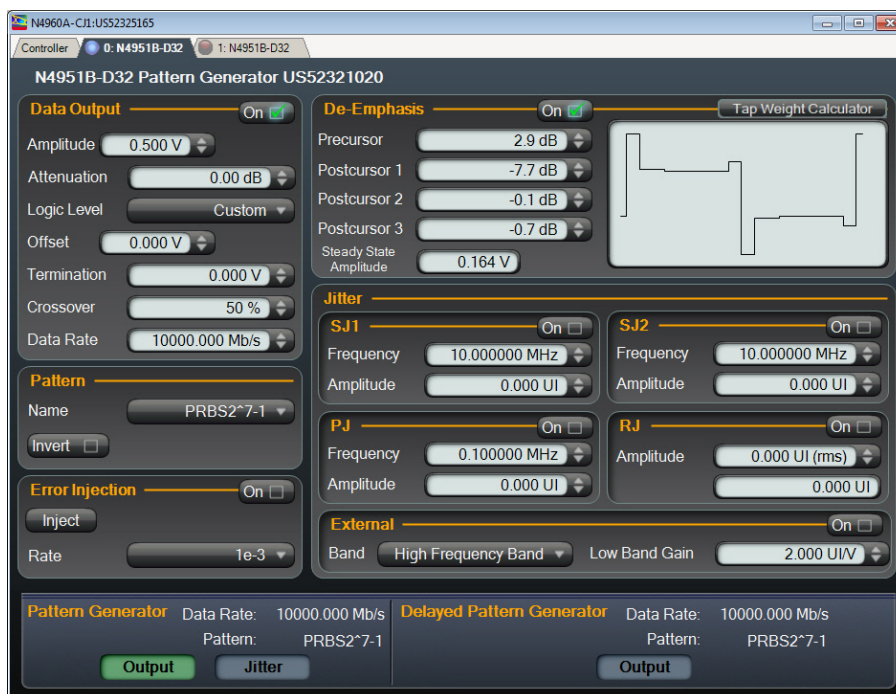 N4960A-CJ1:US52325165
Controller
0: N4951B-D32
1: N4951B-D32
N4951B-D32 Pattern Generator US52321020
Data Output
On
Amplitude
0.500 V
Attenuation
0.00 dB
Logic Level
Custom
Offset
0.000 V
Termination
0.000 V
Crossover
50 %
Data Rate
10000.000 Mb/s
Pattern
Name
PRBS2^7-1
Invert
Error Injection
On
Inject
Rate
1e-3
De-Emphasis
On
Tap Weight Calculator
Precursor
2.9 dB
Postcursor 1
-7.7 dB
Postcursor 2
-0.1 dB
Postcursor 3
-0.7 dB
Steady State
Amplitude
0.164 V
Jitter
SJ1
On
Frequency
10.000000 MHz
Amplitude
0.000 UI
SJ2
On
Frequency
10.000000 MHz
Amplitude
0.000 UI
PJ
On
Frequency
0.100000 MHz
Amplitude
0.000 UI
RJ
On
Amplitude
0.000 UI (rms)
0.000 UI
External
On
Band
High Frequency Band
Low Band Gain
2.000 UI/V
Pattern Generator
Data Rate:
10000.000 Mb/s
Pattern:
PRBS2^7-1
Output
Jitter
Delayed Pattern Generator
Data Rate:
10000.000 Mb/s
Pattern:
PRBS2^7-1
Output